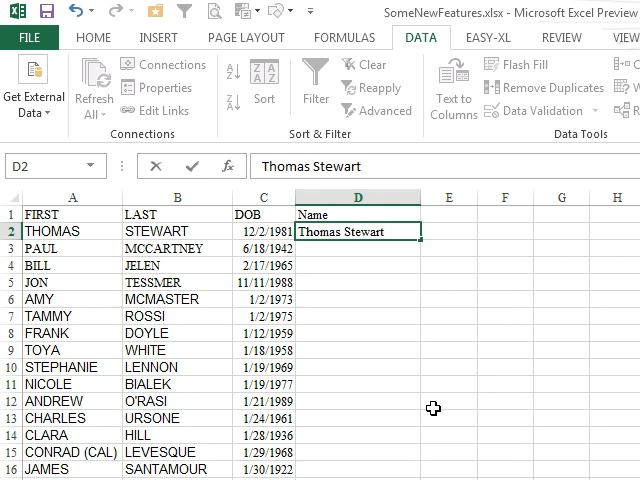 SomeNewFeatures.xlsx - Microsoft Excel Preview
FILE HOME INSERT PAGE LAYOUT FORMULAS DATA EASY-XL REVIEW VIEW
Get External Data
Refresh All
Connections
Properties
Edit Links
Connections
Sort
Filter
Clear
Reapply
Advanced
Sort & Filter
Text to Columns
Flash Fill
Remove Duplicates
Data Validation
Data Tools
D2 fx Thomas Stewart
A B C D E F G H
1 FIRST LAST DOB Name
2 THOMAS STEWART 12/2/1981 Thomas Stewart
3 PAUL MCCARTNEY 6/18/1942
4 BILL JELEN 2/17/1965
5 JON TESSMER 11/11/1988
6 AMY MCMASTER 1/2/1973
7 TAMMY ROSSI 1/2/1975
8 FRANK DOYLE 1/12/1959
9 TOYA WHITE 1/18/1958
10 STEPHANIE LENNON 1/19/1969
11 NICOLE BIALEK 1/19/1977
12 ANDREW O'RASI 1/21/1989
13 CHARLES URSONE 1/24/1961
14 CLARA HILL 1/28/1936
15 CONRAD (CAL) LEVESQUE 1/29/1968
16 JAMES SANTAMOUR 1/30/1922